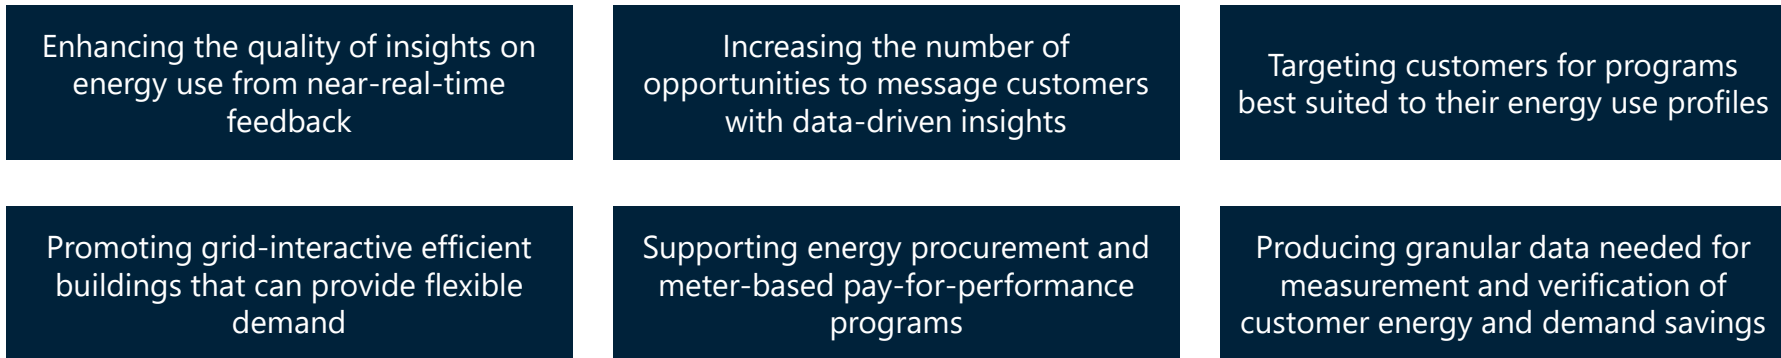 Enhancing the quality of insights on
energy use from near-real-time
feedback
Increasing the number of
opportunities to message customers
with data-driven insights
Targeting customers for programs
best suited to their energy use profiles
Promoting grid-interactive efficient
buildings that can provide flexible
demand
Supporting energy procurement and
meter-based pay-for-performance
programs
Producing granular data needed for
measurement and verification of
customer energy and demand savings